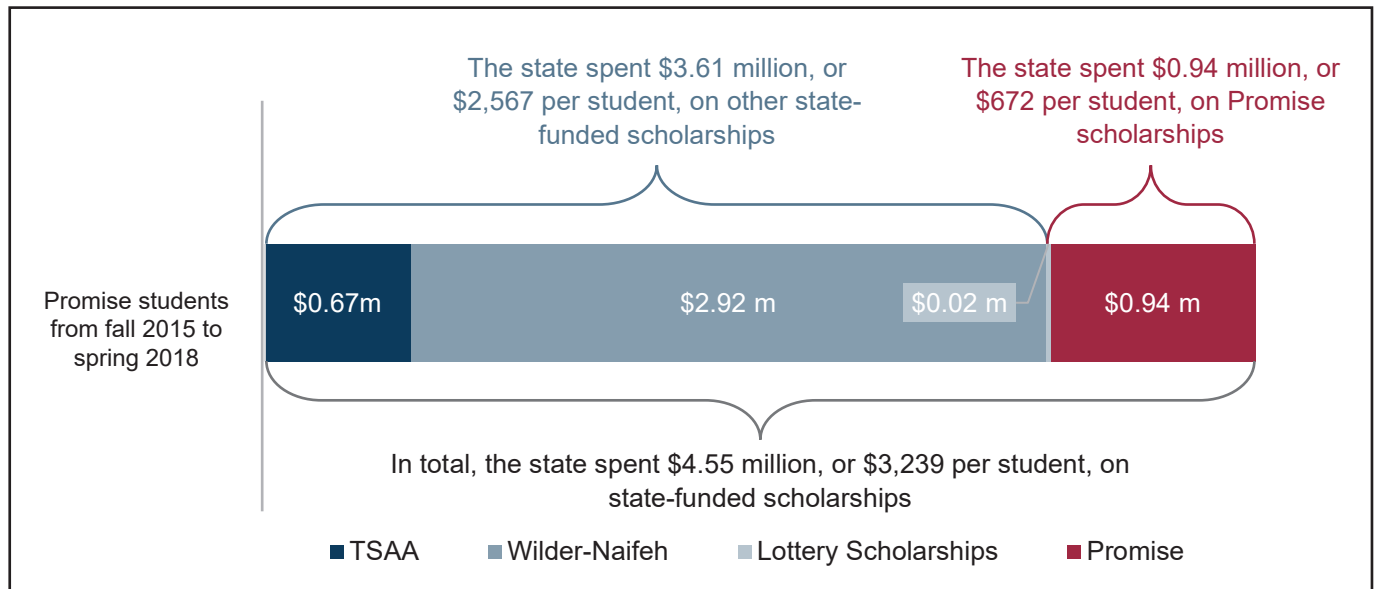 The state spent $3.61 million, or
$2,567 per student, on other state-
funded scholarships
The state spent $0.94 million, or
$672 per student, on Promise
scholarships
Promise students
from fall 2015 to
spring 2018
$0.67m
$2.92 m
$0.02 m
$0.94 m
In total, the state spent $4.55 million, or $3,239 per student, on
state-funded scholarships
TSAA
Wilder-Naifeh
Lottery Scholarships
Promise